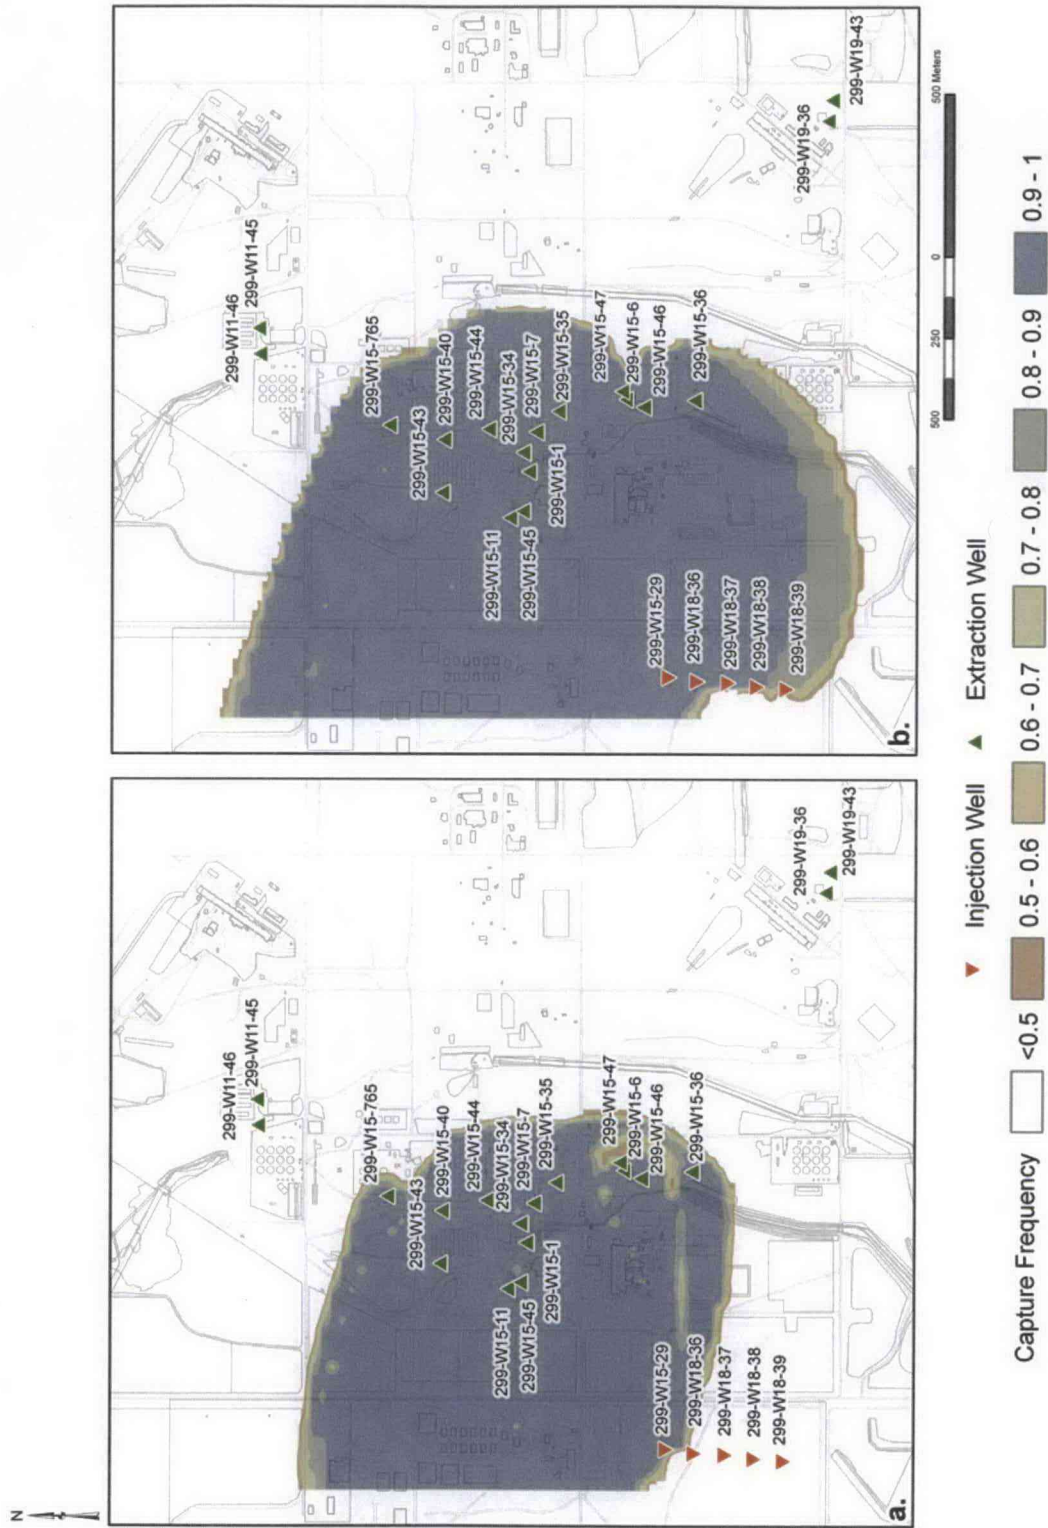 N
a.
299-W11-46
299-W11-45
299-W15-765
299-W15-43
299-W15-40
299-W15-44
299-W15-34
299-W15-7
299-W15-35
299-W15-11
299-W15-45
299-W15-1
299-W15-47
299-W15-6
299-W15-46
299-W15-36
299-W15-29
299-W18-36
299-W18-37
299-W18-38
299-W18-39
299-W19-36
299-W19-43
b.
299-W11-46
299-W11-45
299-W15-765
299-W15-43
299-W15-40
299-W15-44
299-W15-34
299-W15-7
299-W15-35
299-W15-11
299-W15-45
299-W15-1
299-W15-47
299-W15-6
299-W15-46
299-W15-36
299-W15-29
299-W18-36
299-W18-37
299-W18-38
299-W18-39
299-W19-36
299-W19-43
500 250 0 500 Meters
Injection Well Extraction Well
Capture Frequency <0.5 0.5 - 0.6 0.6 - 0.7 0.7 - 0.8 0.8 - 0.9 0.9 - 1